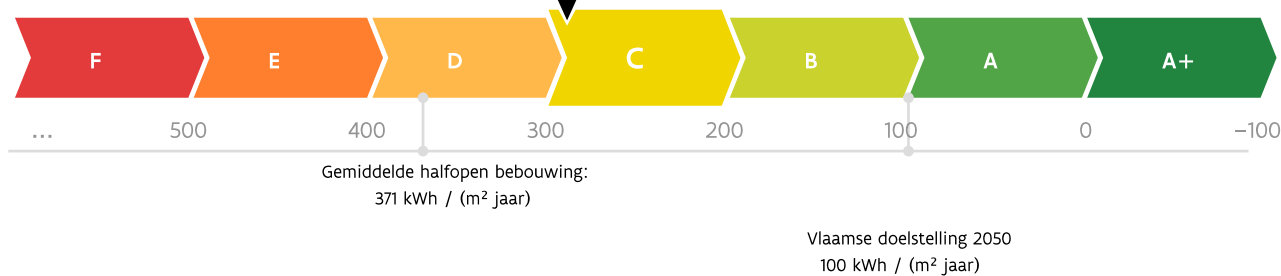 F E D C B A A+
... 500 400 300 200 100 0 −100
Gemiddelde halfopen bebouwing:
371 kWh / (m² jaar)
Vlaamse doelstelling 2050
100 kWh / (m² jaar)